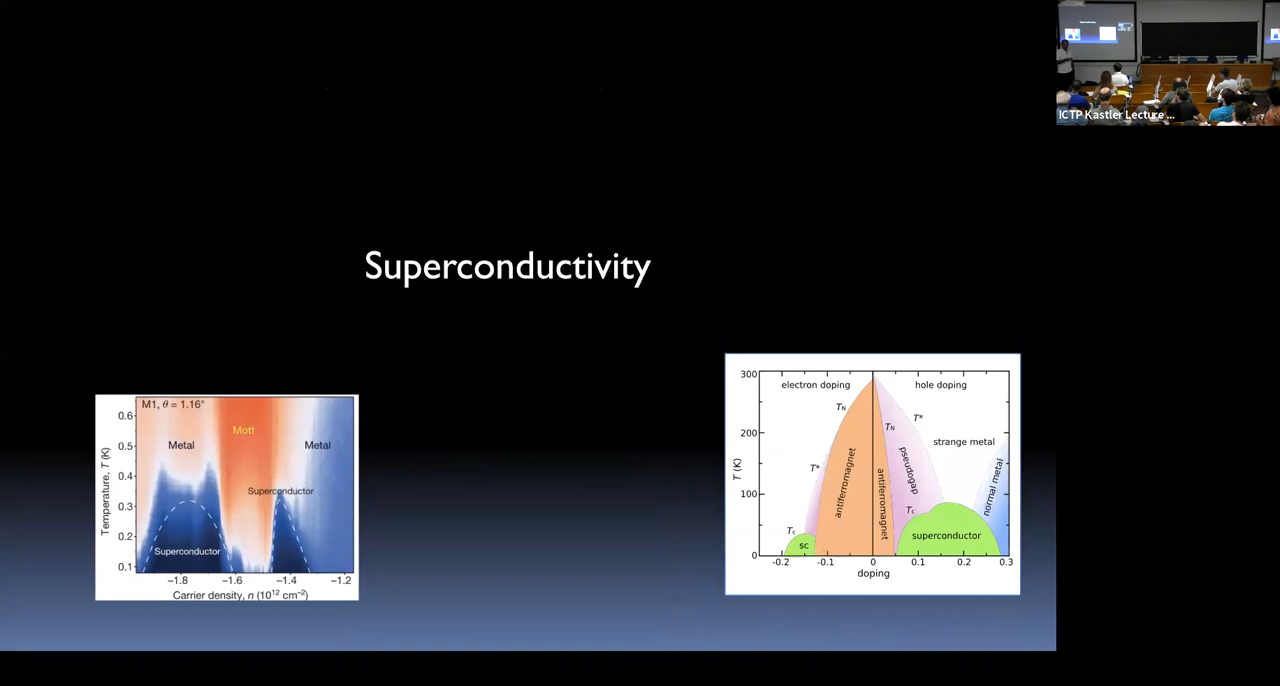 ICTP Kastler Lecture ...
Superconductivity
M1, θ = 1.16°
Mott
Metal
Metal
Superconductor
Superconductor
Temperature, T (K)
0.6
0.5
0.4
0.3
0.2
0.1
−1.8
−1.6
−1.4
−1.2
Carrier density, n (10¹² cm⁻²)
300
200
100
0
T (K)
electron doping
hole doping
T_N
T*
T_N
strange metal
T*
antiferromagnet
antiferromagnet
pseudogap
normal metal
T_c
T_c
sc
superconductor
-0.2
-0.1
0
0.1
0.2
0.3
doping